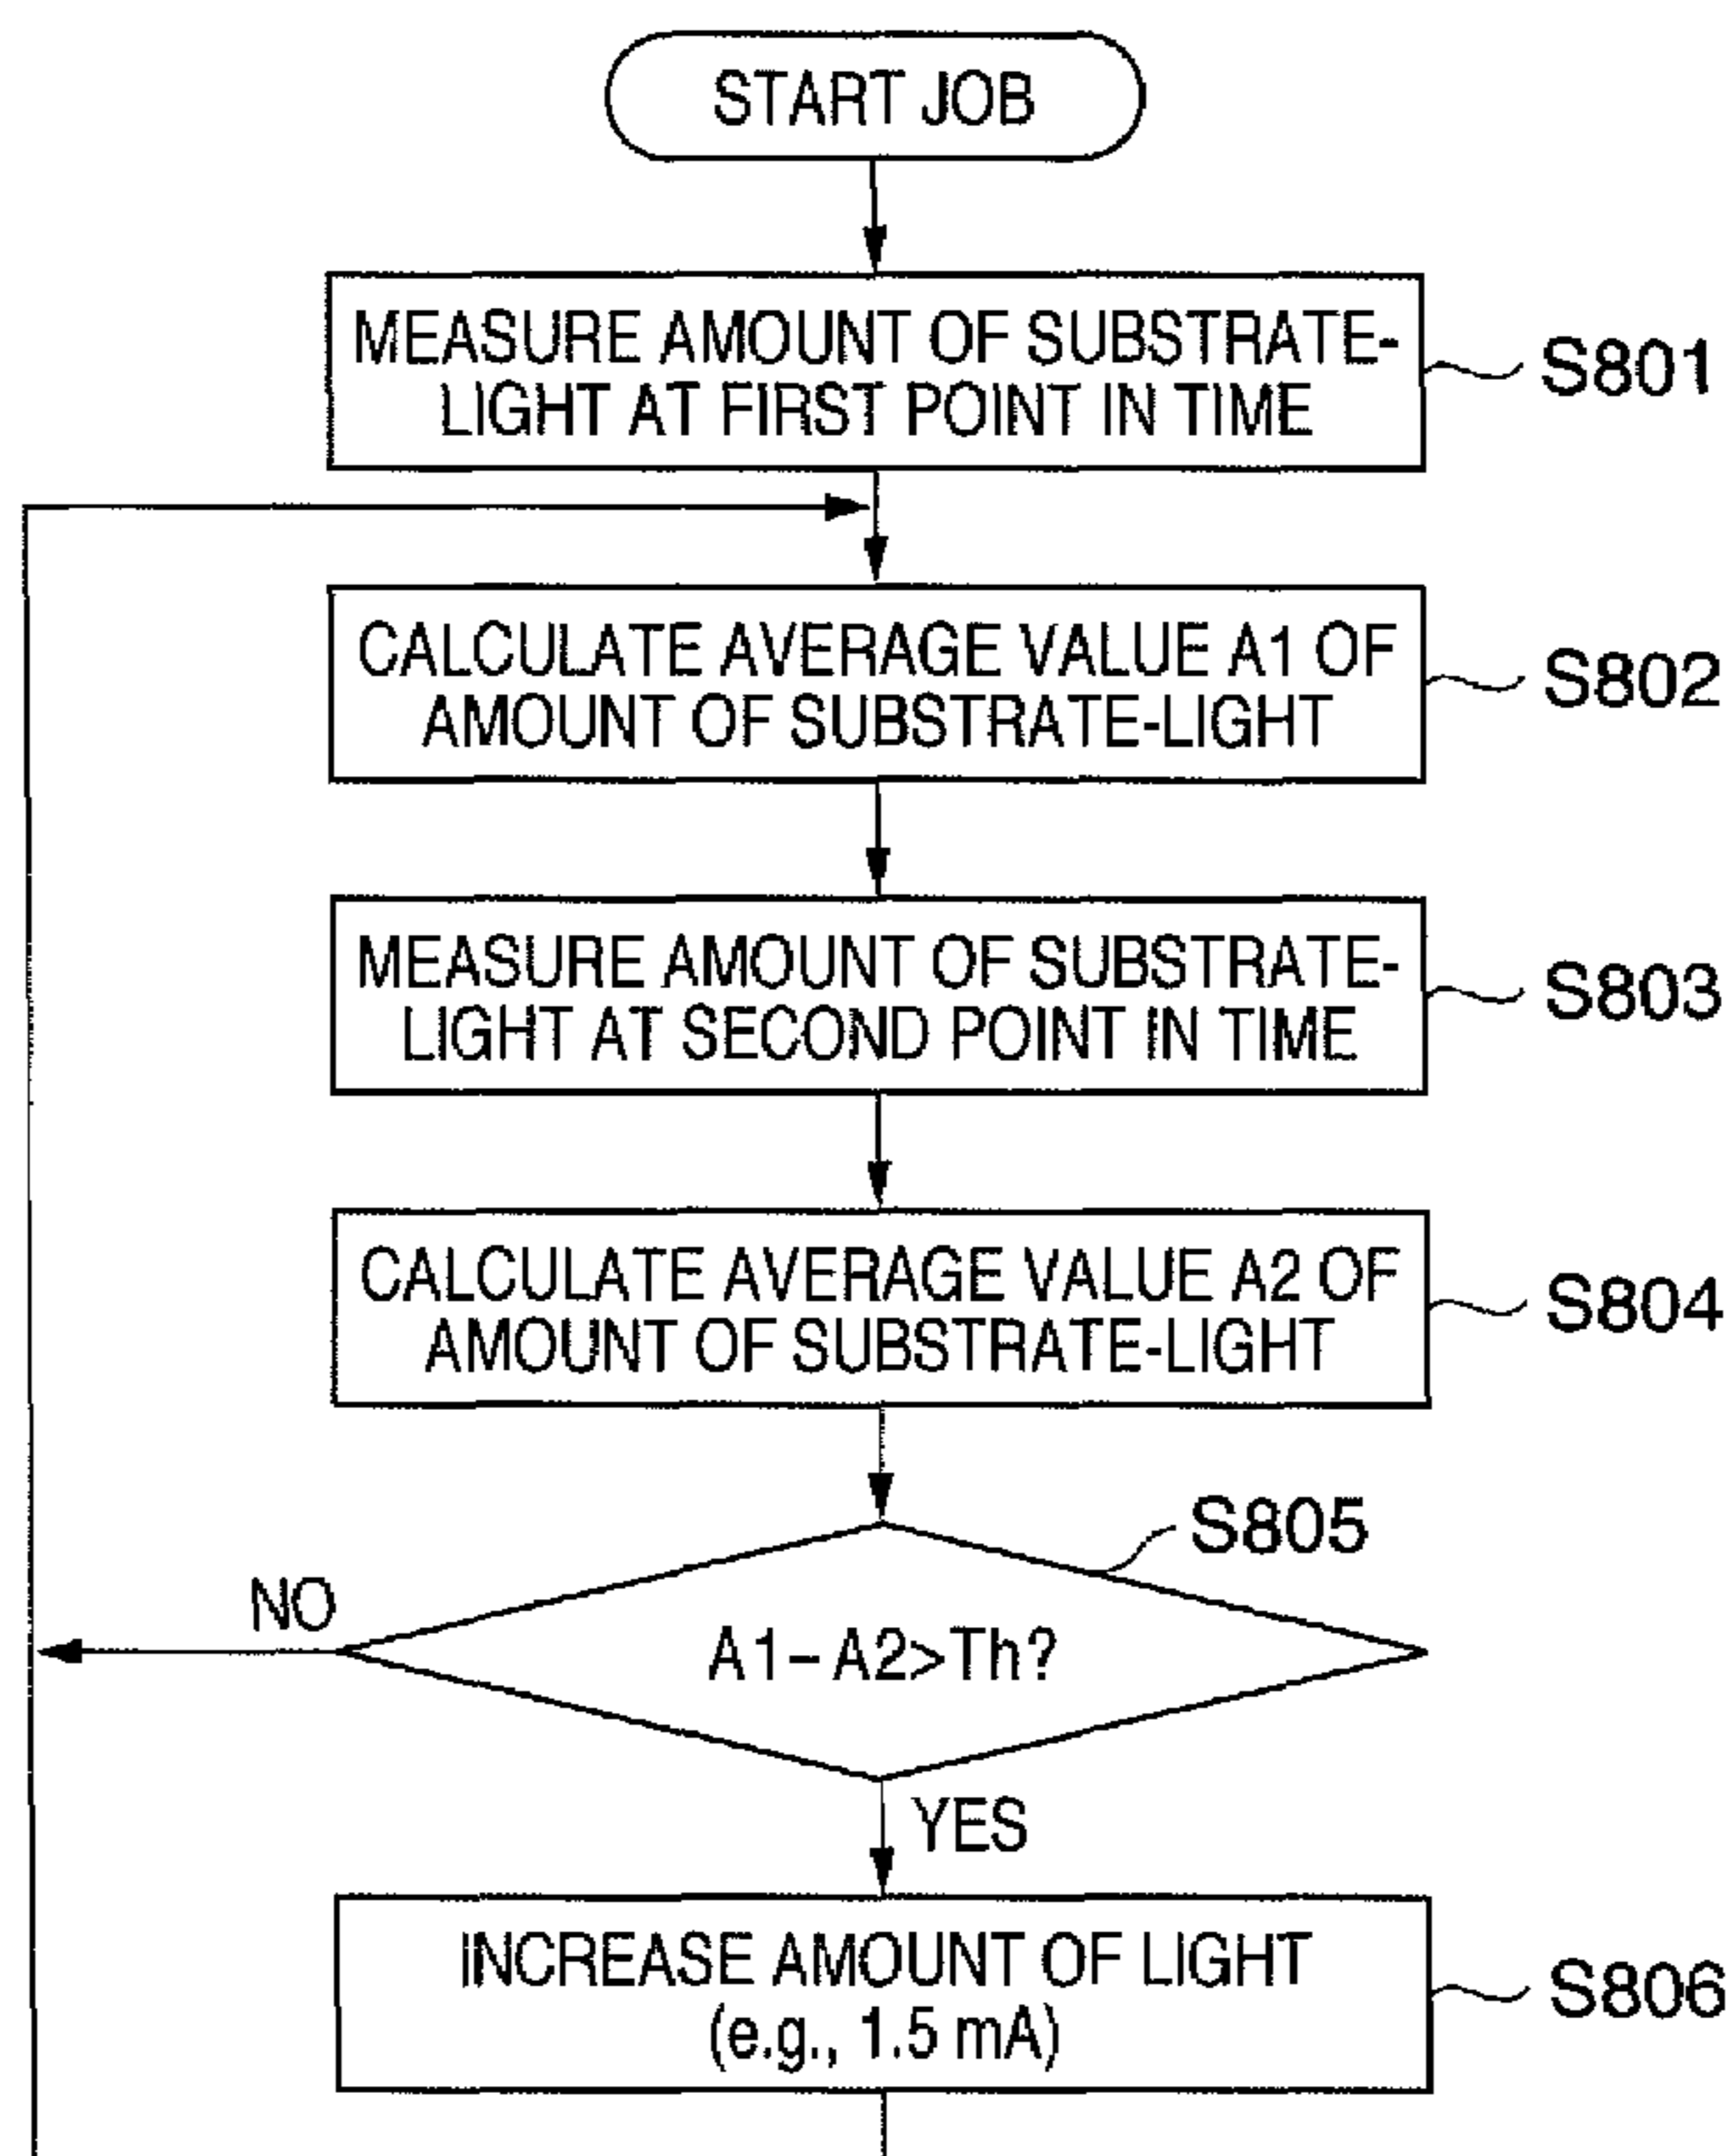 START JOB
MEASURE AMOUNT OF SUBSTRATE-
LIGHT AT FIRST POINT IN TIME
S801
CALCULATE AVERAGE VALUE A1 OF
AMOUNT OF SUBSTRATE-LIGHT
S802
MEASURE AMOUNT OF SUBSTRATE-
LIGHT AT SECOND POINT IN TIME
S803
CALCULATE AVERAGE VALUE A2 OF
AMOUNT OF SUBSTRATE-LIGHT
S804
S805
NO
A1-A2>Th?
YES
INCREASE AMOUNT OF LIGHT
(e.g., 1.5 mA)
S806